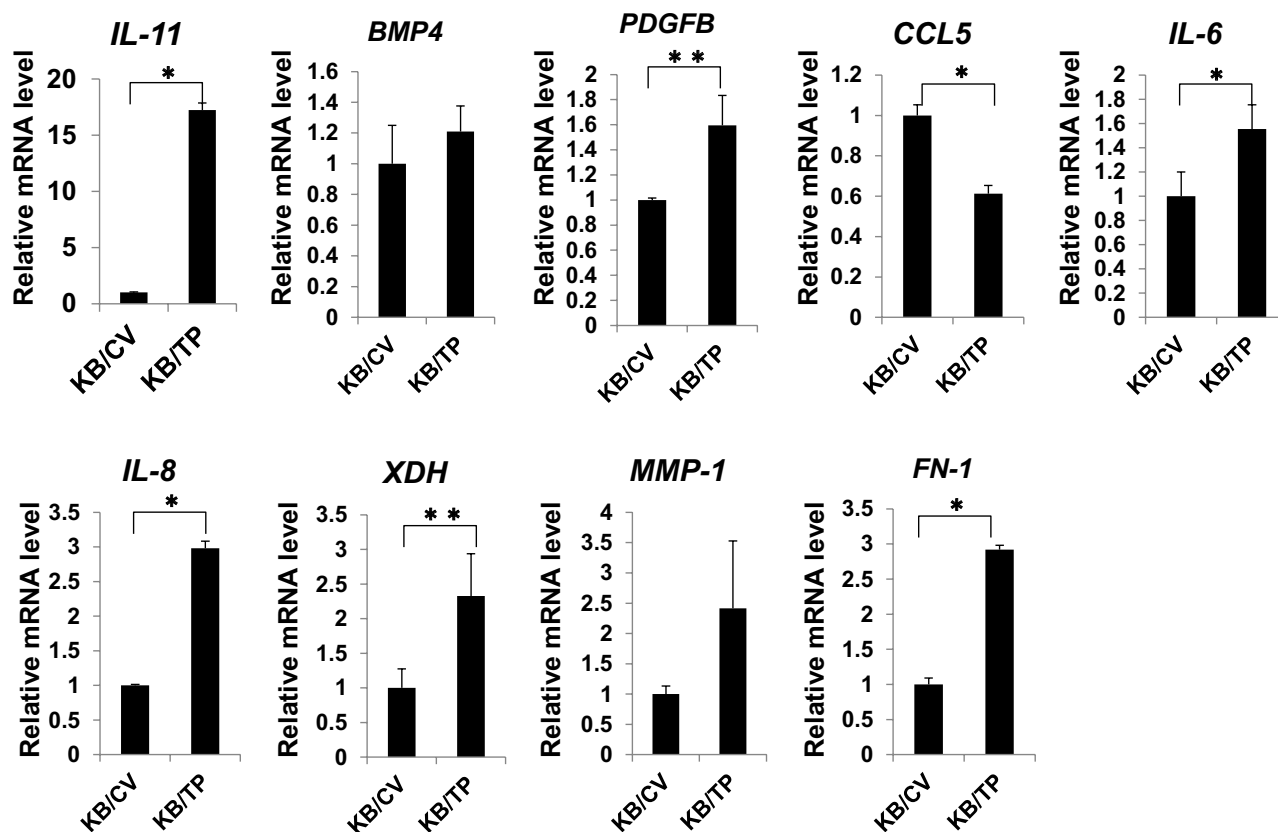 IL-11
Relative mRNA level
20
15
10
5
0
*
KB/CV
KB/TP
BMP4
Relative mRNA level
1.6
1.4
1.2
1
0.8
0.6
0.4
0.2
0
KB/CV
KB/TP
PDGFB
Relative mRNA level
2
1.8
1.6
1.4
1.2
1
0.8
0.6
0.4
0.2
0
* *
KB/CV
KB/TP
CCL5
Relative mRNA level
1.2
1
0.8
0.6
0.4
0.2
0
*
KB/CV
KB/TP
IL-6
Relative mRNA level
2
1.8
1.6
1.4
1.2
1
0.8
0.6
0.4
0.2
0
*
KB/CV
KB/TP
IL-8
Relative mRNA level
3.5
3
2.5
2
1.5
1
0.5
0
*
KB/CV
KB/TP
XDH
Relative mRNA level
3.5
3
2.5
2
1.5
1
0.5
0
* *
KB/CV
KB/TP
MMP-1
Relative mRNA level
4
3.5
3
2.5
2
1.5
1
0.5
0
KB/CV
KB/TP
FN-1
Relative mRNA level
3.5
3
2.5
2
1.5
1
0.5
0
*
KB/CV
KB/TP